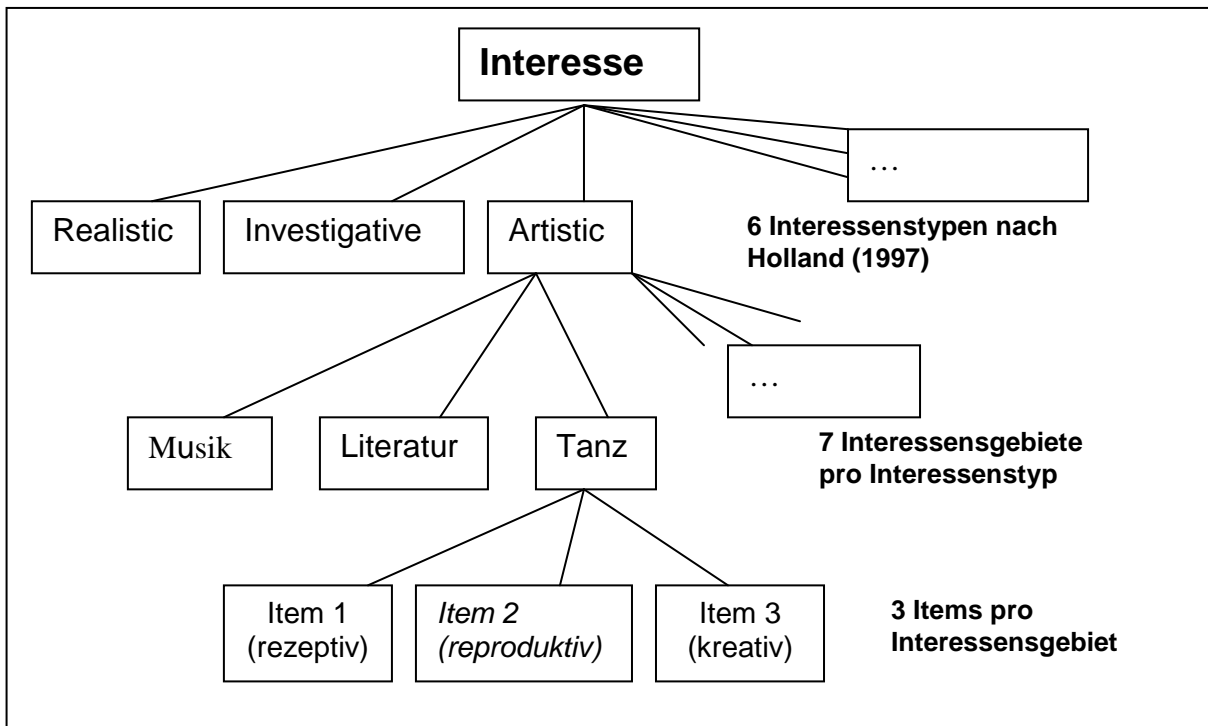 Interesse
…
Realistic
Investigative
Artistic
6 Interessenstypen nach
Holland (1997)
…
Musik
Literatur
Tanz
7 Interessensgebiete
pro Interessenstyp
Item 1
(rezeptiv)
Item 2
(reproduktiv)
Item 3
(kreativ)
3 Items pro
Interessensgebiet